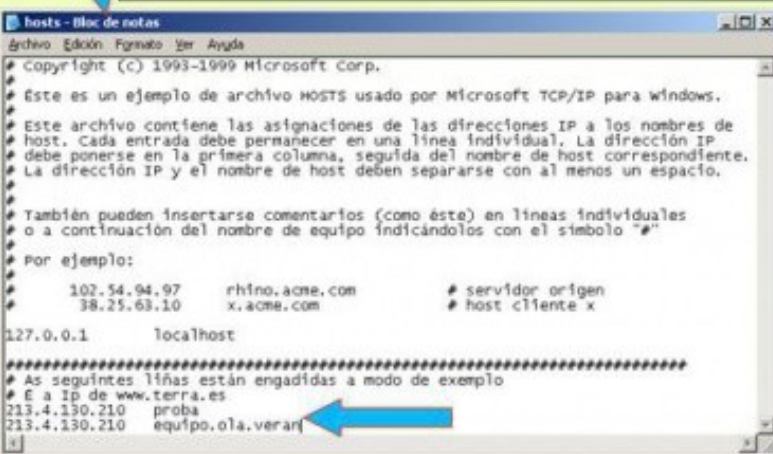 hosts - Bloc de notas
Archivo Edición Formato Ver Ayuda
# Copyright (c) 1993-1999 Microsoft Corp.
#
# Éste es un ejemplo de archivo HOSTS usado por Microsoft TCP/IP para Windows.
#
# Este archivo contiene las asignaciones de las direcciones IP a los nombres de
# host. Cada entrada debe permanecer en una línea individual. La dirección IP
# debe ponerse en la primera columna, seguida del nombre de host correspondiente.
# La dirección IP y el nombre de host deben separarse con al menos un espacio.
#
#
# También pueden insertarse comentarios (como éste) en líneas individuales
# o a continuación del nombre de equipo indicándolos con el símbolo "#"
#
# Por ejemplo:
#
# 102.54.94.97 rhino.acme.com # servidor origen
# 38.25.63.10 x.acme.com # host cliente x

127.0.0.1 localhost

##########################################################################
# As seguintes liñas están engadidas a modo de exemplo
# É a Ip de www.terra.es
213.4.130.210 proba
213.4.130.210 equipo.ola.veran